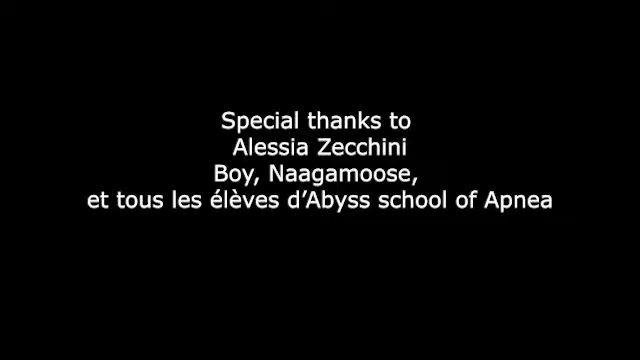 Special thanks to
Alessia Zecchini
Boy, Naagamoose,
et tous les élèves d’Abyss school of Apnea